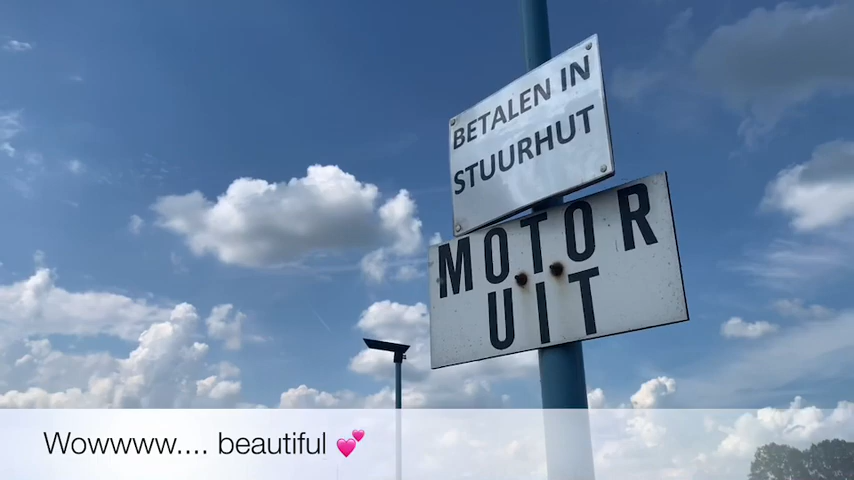 BETALEN IN
STUURHUT
MOTOR
UIT
Wowwww.... beautiful 💕